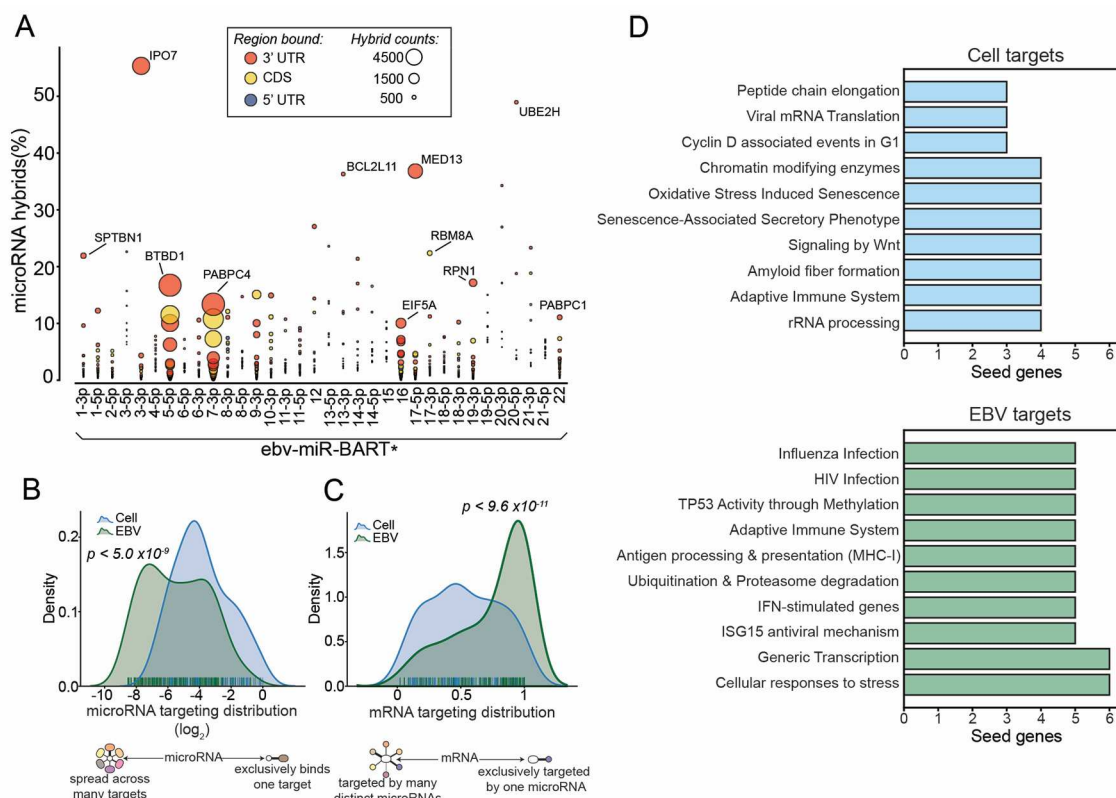 A
Region bound:
3' UTR
CDS
5' UTR
Hybrid counts:
4500
1500
500
microRNA hybrids(%)
50
40
30
20
10
0
IPO7
UBE2H
BCL2L11
MED13
SPTBN1
RBM8A
BTBD1
PABPC4
RPN1
EIF5A
PABPC1
1-3p
1-5p
2-5p
3-5p
3-3p
4-5p
5-5p
6-5p
6-3p
7-3p
8-3p
8-5p
9-3p
10-3p
11-3p
11-5p
12
13-5p
13-3p
14-3p
14-5p
15
16
17-5p
17-3p
18-5p
18-3p
19-3p
19-5p
20-3p
20-5p
21-3p
21-5p
22
ebv-miR-BART*
B
Cell
EBV
p < 5.0 x10-9
Density
0.2
0.1
0.0
-10 -8 -6 -4 -2 0
microRNA targeting distribution
(log2)
microRNA
spread across
many targets
exclusively binds
one target
C
Cell
EBV
p < 9.6 x10-11
Density
1.5
1.0
0.5
0.0
0 0.5 1
mRNA targeting distribution
mRNA
targeted by many
distinct microRNAs
exclusively targeted
by one microRNA
D
Cell targets
Peptide chain elongation
Viral mRNA Translation
Cyclin D associated events in G1
Chromatin modifying enzymes
Oxidative Stress Induced Senescence
Senescence-Associated Secretory Phenotype
Signaling by Wnt
Amyloid fiber formation
Adaptive Immune System
rRNA processing
0 1 2 3 4 5 6
Seed genes
EBV targets
Influenza Infection
HIV Infection
TP53 Activity through Methylation
Adaptive Immune System
Antigen processing & presentation (MHC-I)
Ubiquitination & Proteasome degradation
IFN-stimulated genes
ISG15 antiviral mechanism
Generic Transcription
Cellular responses to stress
0 1 2 3 4 5 6
Seed genes